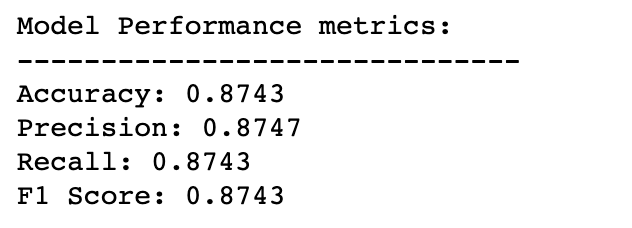 Model Performance metrics:
------------------------------
Accuracy: 0.8743
Precision: 0.8747
Recall: 0.8743
F1 Score: 0.8743